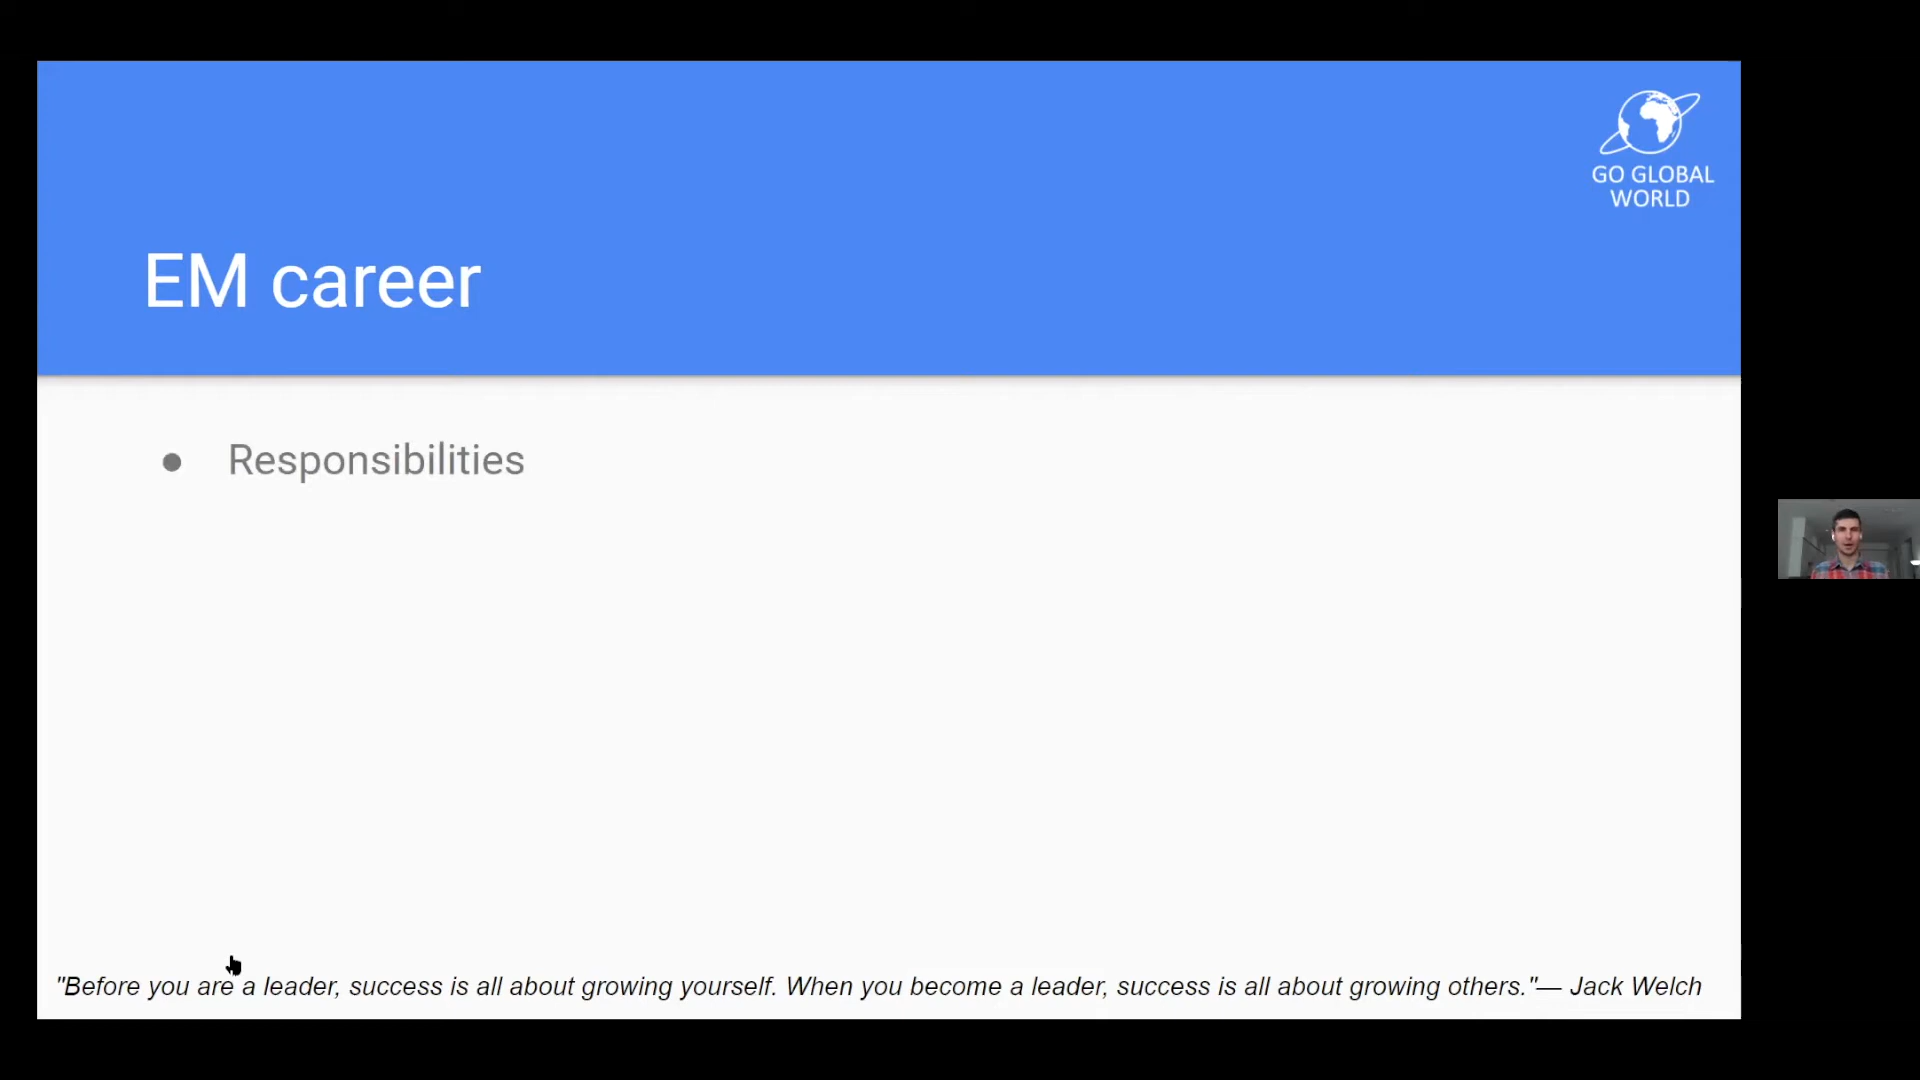 GO GLOBAL
WORLD
EM career
● Responsibilities
"Before you are a leader, success is all about growing yourself. When you become a leader, success is all about growing others."— Jack Welch